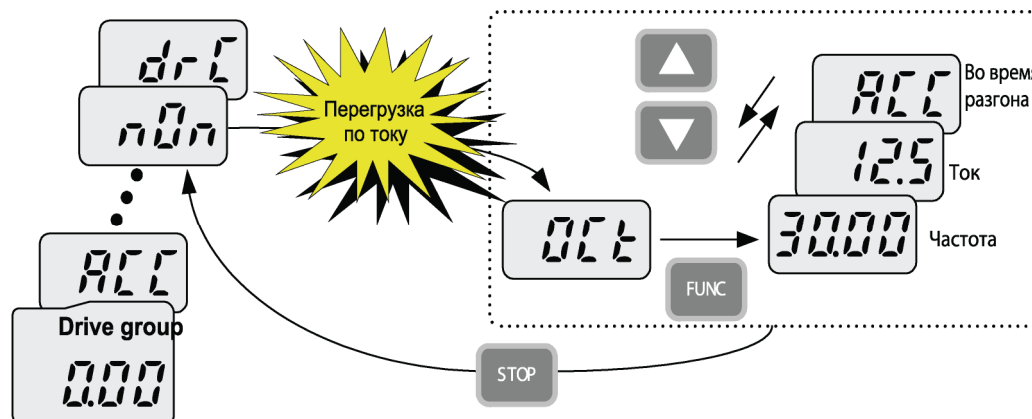 drC
n0n
ACC
Drive group
0.00
Перегрузка
по току
OCt
FUNC
STOP
ACC
Во время
разгона
12.5
Ток
30.00
Частота